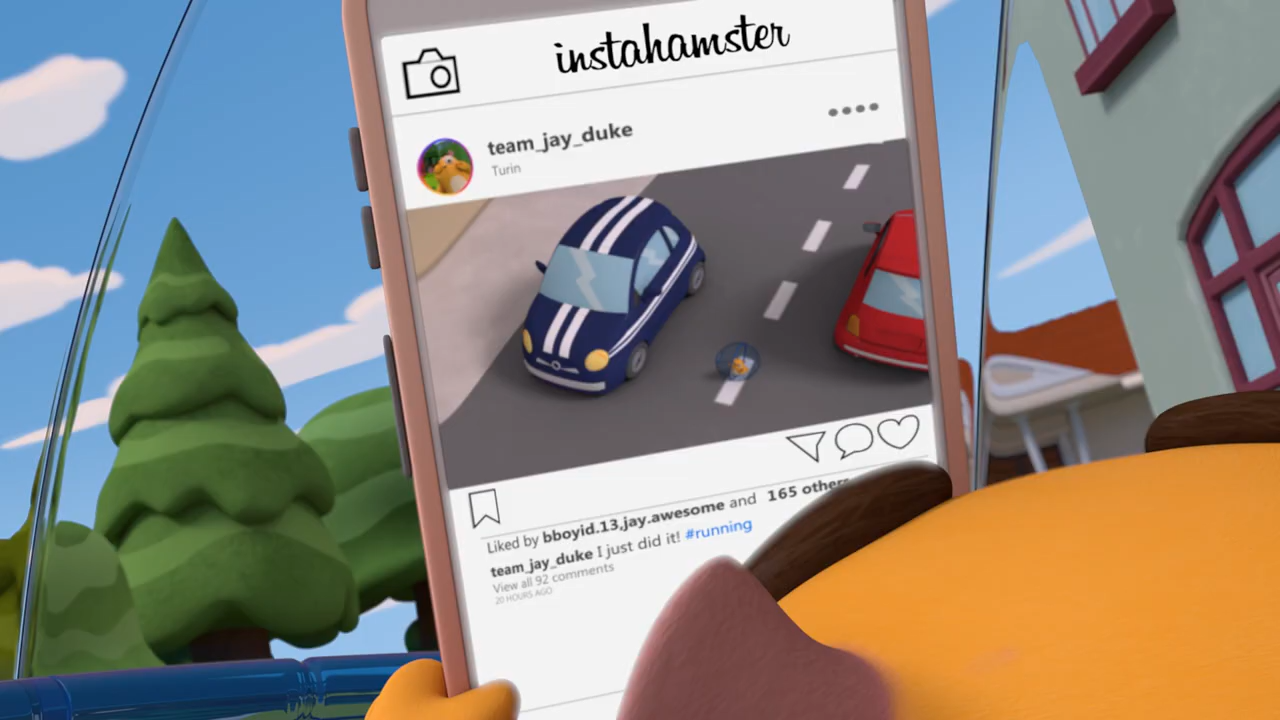 instahamster
team_jay_duke
Turin
Liked by bboyid.13,jay.awesome and 165 others
team_jay_duke I just did it! #running
View all 92 comments
20 HOURS AGO